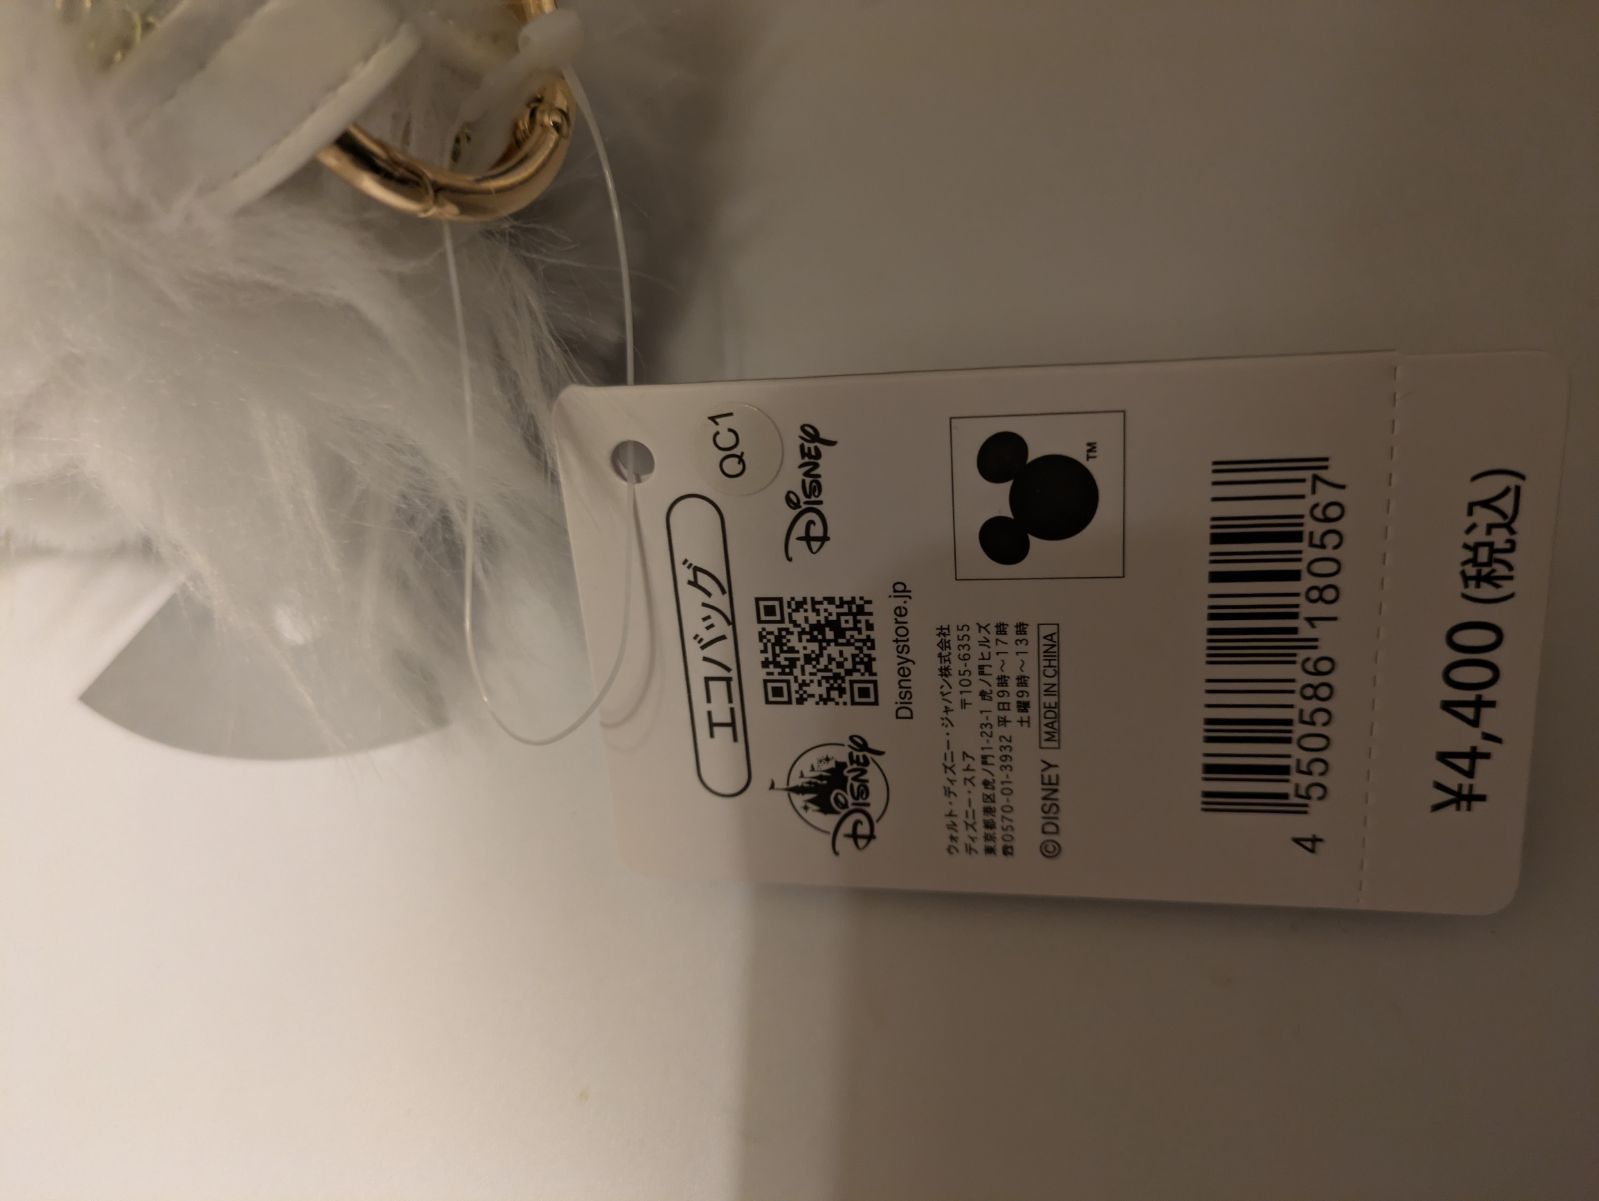 QC1
エコバッグ
Disney
Disney
Disneystore.jp
ウォルト・ディズニー・ジャパン株式会社
ディズニー・ストア 〒105-6355
東京都港区虎ノ門1-23-1 虎ノ門ヒルズ
☎0570-01-3932 平日9時〜17時
土曜9時〜13時
©DISNEY MADE IN CHINA
TM
4 550586 180567
¥4,400 (税込)